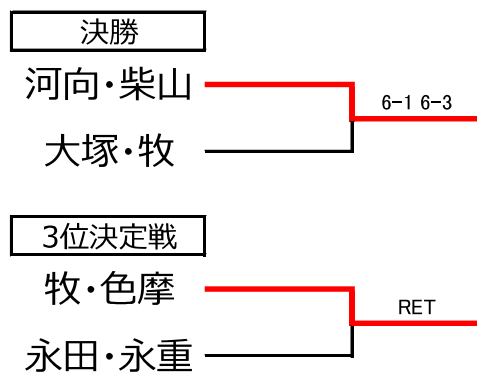 決勝
河向・柴山
6-1 6-3
大塚・牧
3位決定戦
牧・色摩
RET
永田・永重